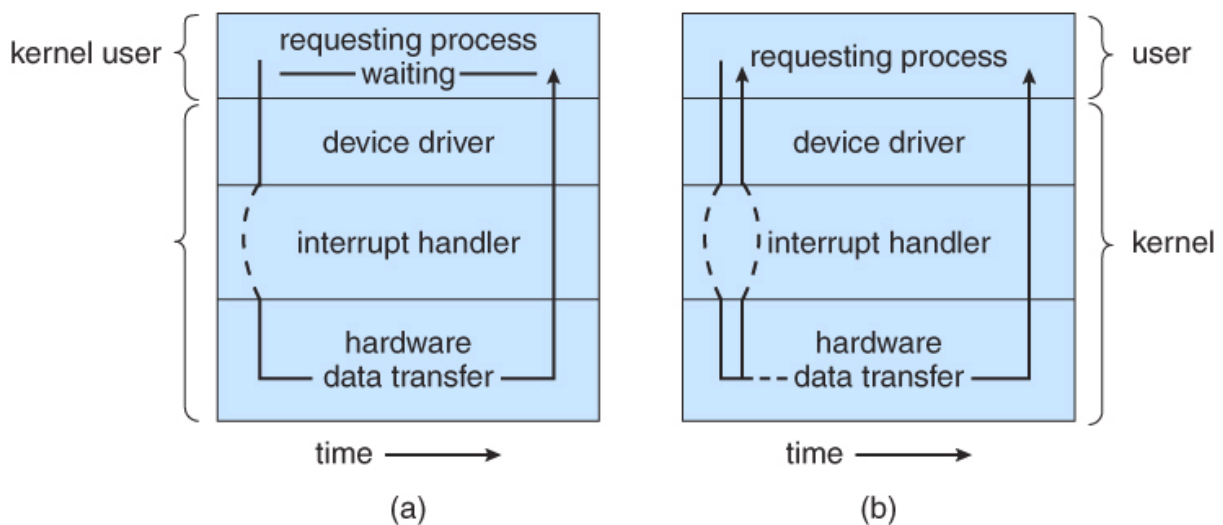 kernel user
requesting process
waiting
device driver
interrupt handler
hardware
data transfer
time
(a)
requesting process
user
device driver
interrupt handler
kernel
hardware
data transfer
time
(b)